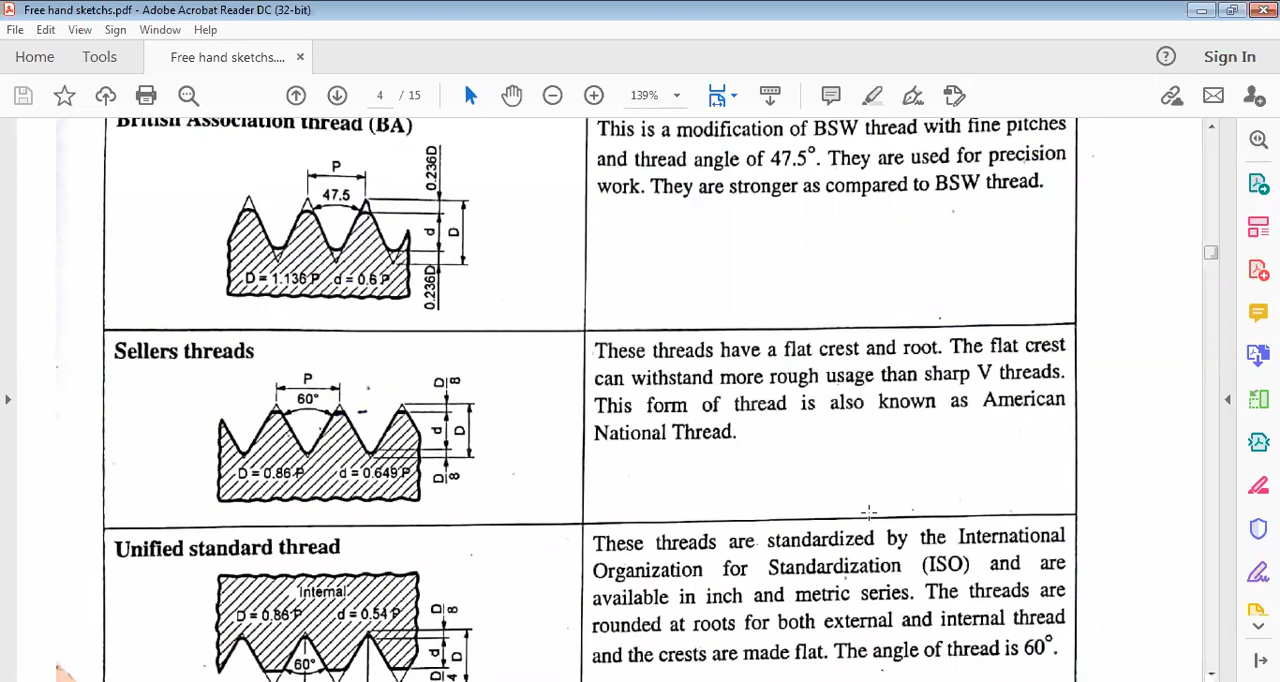 Free hand sketchs.pdf - Adobe Acrobat Reader DC (32-bit)
File Edit View Sign Window Help
Home Tools Free hand sketchs.... × Sign In
4 / 15 139%
British Association thread (BA)
P
47.5
0.236D
d
D
D = 1.136 P d = 0.6 P
0.236D
This is a modification of BSW thread with fine pitches
and thread angle of 47.5°. They are used for precision
work. They are stronger as compared to BSW thread.
Sellers threads
P
60°
D/8
d
D
D = 0.86 P d = 0.649 P
D/8
These threads have a flat crest and root. The flat crest
can withstand more rough usage than sharp V threads.
This form of thread is also known as American
National Thread.
Unified standard thread
Internal
D = 0.86P d = 0.54 P
D/8
d
D
60°
D/4
These threads are standardized by the International
Organization for Standardization (ISO) and are
available in inch and metric series. The threads are
rounded at roots for both external and internal thread
and the crests are made flat. The angle of thread is 60°.